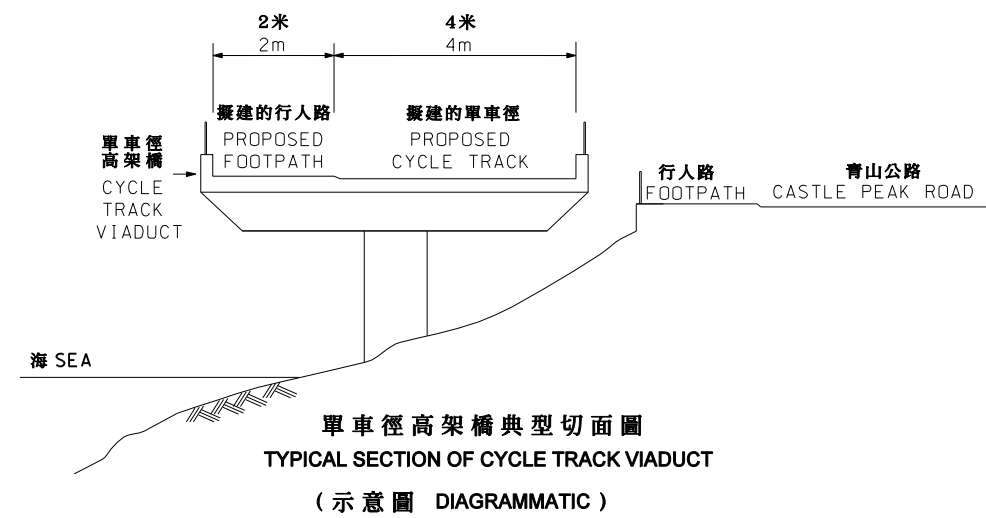 2米
2m
4米
4m
擬建的行人路
PROPOSED
FOOTPATH
擬建的單車徑
PROPOSED
CYCLE TRACK
單車徑
高架橋
CYCLE
TRACK
VIADUCT
行人路
FOOTPATH
青山公路
CASTLE PEAK ROAD
海 SEA
單車徑高架橋典型切面圖
TYPICAL SECTION OF CYCLE TRACK VIADUCT
(示意圖 DIAGRAMMATIC)